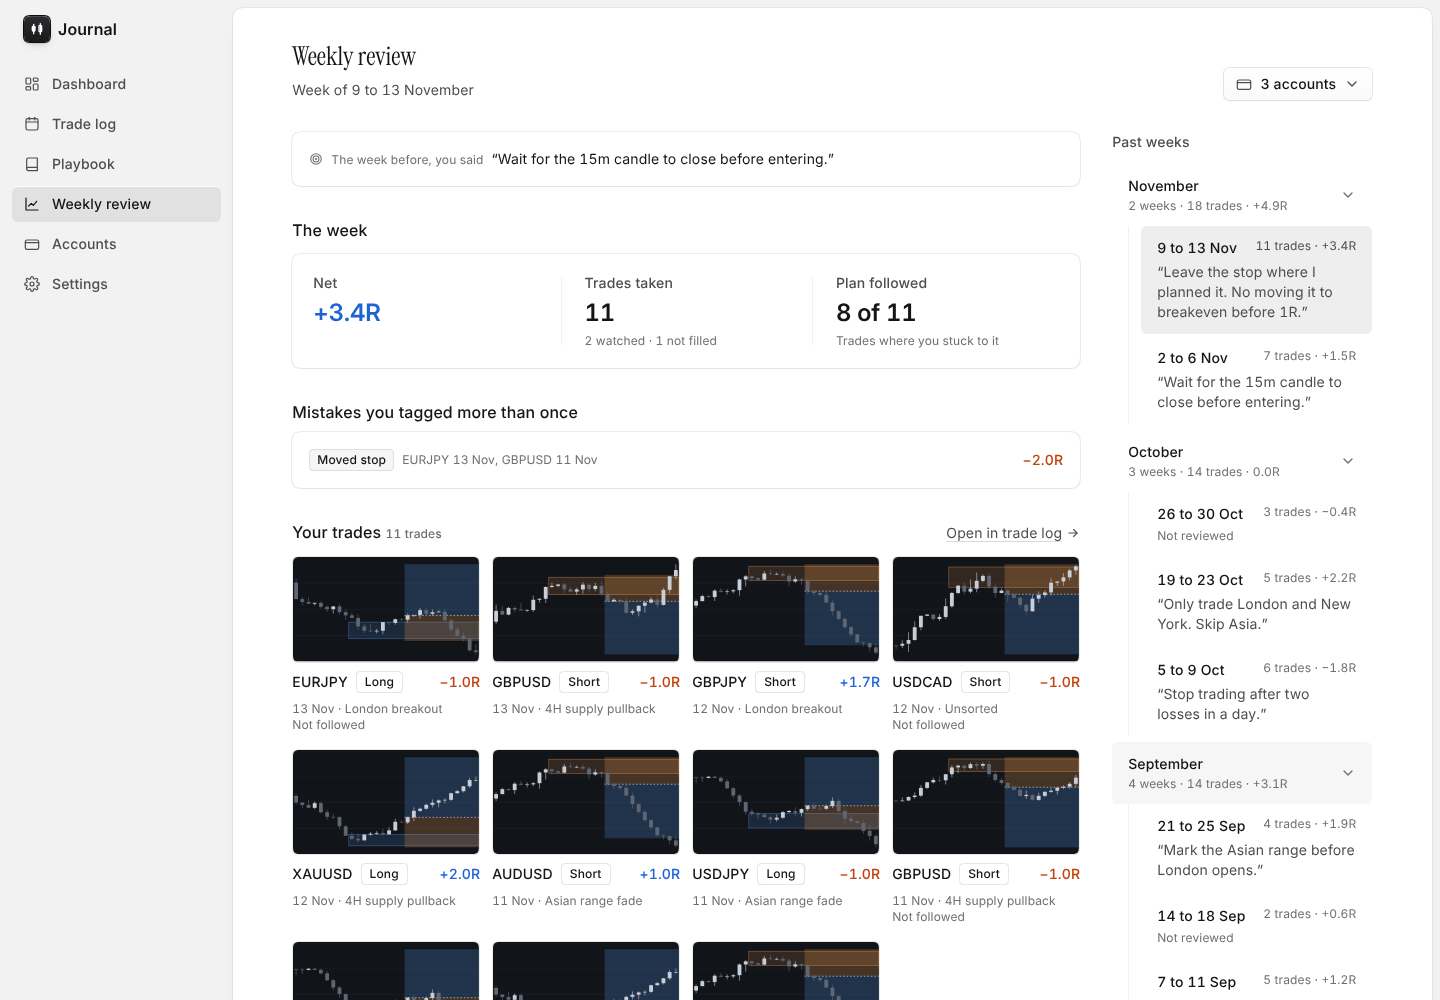 Journal
Dashboard
Trade log
Playbook
Weekly review
Accounts
Settings
Weekly review
Week of 9 to 13 November
3 accounts
The week before, you said “Wait for the 15m candle to close before entering.”
The week
Net
+3.4R
Trades taken
11
2 watched · 1 not filled
Plan followed
8 of 11
Trades where you stuck to it
Mistakes you tagged more than once
Moved stop EURJPY 13 Nov, GBPUSD 11 Nov −2.0R
Your trades 11 trades
Open in trade log →
EURJPY Long −1.0R
13 Nov · London breakout
Not followed
GBPUSD Short −1.0R
13 Nov · 4H supply pullback
GBPJPY Short +1.7R
12 Nov · London breakout
USDCAD Short −1.0R
12 Nov · Unsorted
Not followed
XAUUSD Long +2.0R
12 Nov · 4H supply pullback
AUDUSD Short +1.0R
11 Nov · Asian range fade
USDJPY Long −1.0R
11 Nov · Asian range fade
GBPUSD Short −1.0R
11 Nov · 4H supply pullback
Not followed
Past weeks
November
2 weeks · 18 trades · +4.9R
9 to 13 Nov 11 trades · +3.4R
“Leave the stop where I
planned it. No moving it to
breakeven before 1R.”
2 to 6 Nov 7 trades · +1.5R
“Wait for the 15m candle to
close before entering.”
October
3 weeks · 14 trades · 0.0R
26 to 30 Oct 3 trades · −0.4R
Not reviewed
19 to 23 Oct 5 trades · +2.2R
“Only trade London and New
York. Skip Asia.”
5 to 9 Oct 6 trades · −1.8R
“Stop trading after two
losses in a day.”
September
4 weeks · 14 trades · +3.1R
21 to 25 Sep 4 trades · +1.9R
“Mark the Asian range before
London opens.”
14 to 18 Sep 2 trades · +0.6R
Not reviewed
7 to 11 Sep 5 trades · +1.2R